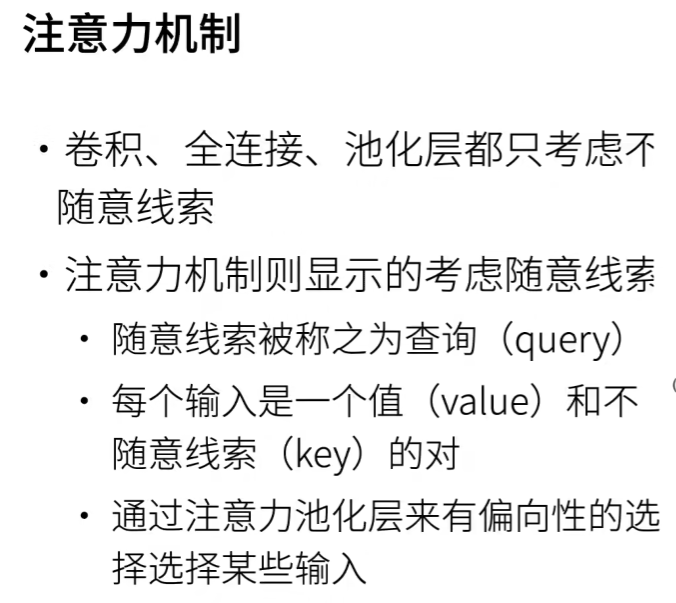 注意力机制
• 卷积、全连接、池化层都只考虑不
随意线索
• 注意力机制则显示的考虑随意线索
• 随意线索被称之为查询（query）
• 每个输入是一个值（value）和不
随意线索（key）的对
• 通过注意力池化层来有偏向性的选
择选择某些输入